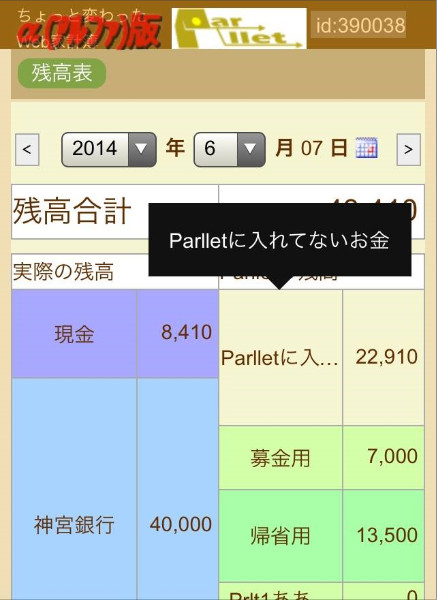 ちょっと変わった
α(アルファ)版
Web家計簿
Parllet
id:390038
残高表
<
2014
年
6
月 07 日
>
残高合計
Parlletに入れてないお金
実際の残高
残高
現金
8,410
Parlletに入...
22,910
募金用
7,000
神宮銀行
40,000
帰省用
13,500
Prlt1ああ
0